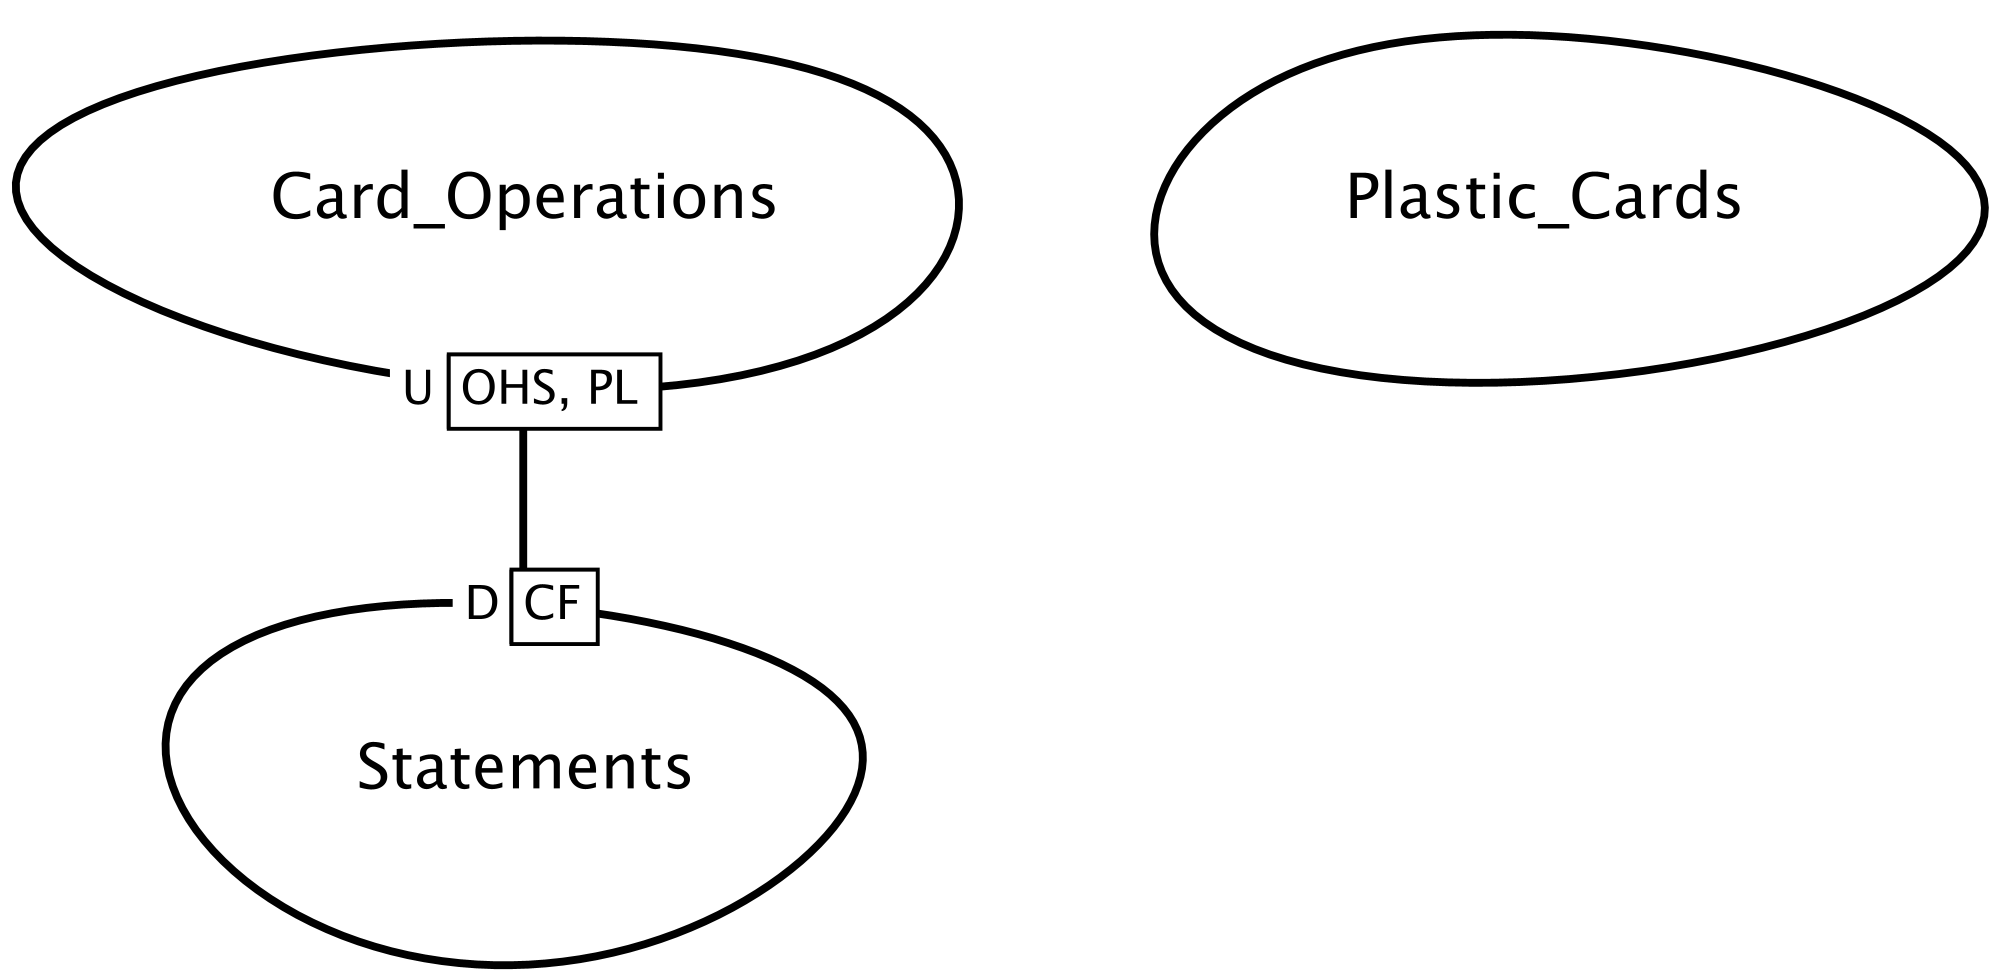 Card_Operations
Plastic_Cards
U OHS, PL
D CF
Statements